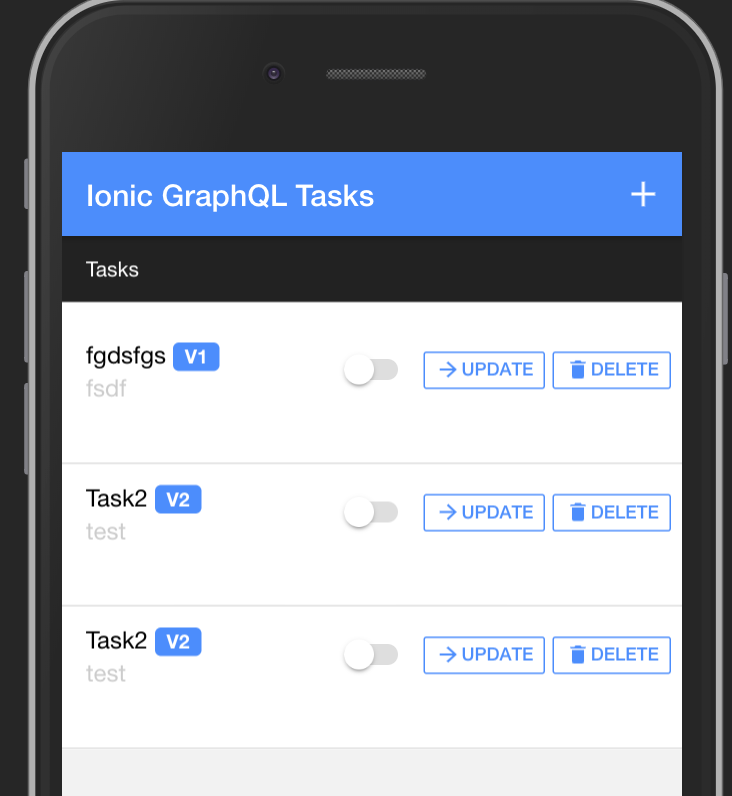 Ionic GraphQL Tasks
Tasks
fgdsfgs V1
fsdf
UPDATE DELETE
Task2 V2
test
UPDATE DELETE
Task2 V2
test
UPDATE DELETE